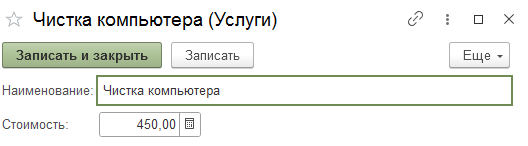 Чистка компьютера (Услуги)
Записать и закрыть Записать Еще
Наименование: Чистка компьютера
Стоимость: 450,00